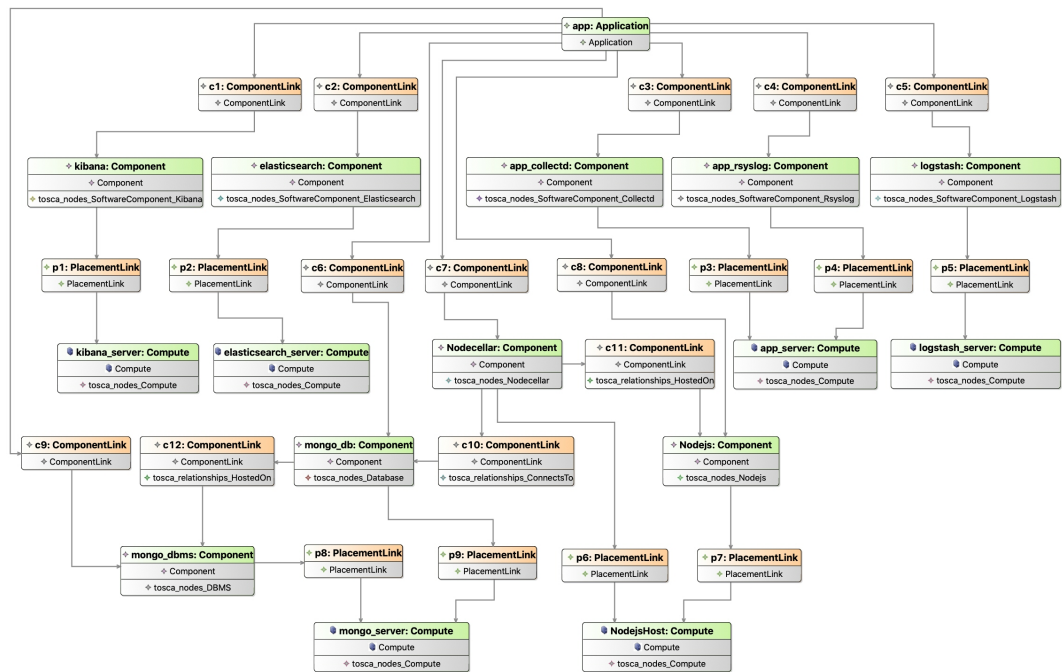 app: Application
Application
c1: ComponentLink
ComponentLink
c2: ComponentLink
ComponentLink
c3: ComponentLink
ComponentLink
c4: ComponentLink
ComponentLink
c5: ComponentLink
ComponentLink
kibana: Component
Component
tosca_nodes_SoftwareComponent_Kibana
elasticsearch: Component
Component
tosca_nodes_SoftwareComponent_Elasticsearch
app_collectd: Component
Component
tosca_nodes_SoftwareComponent_Collectd
app_rsyslog: Component
Component
tosca_nodes_SoftwareComponent_Rsyslog
logstash: Component
Component
tosca_nodes_SoftwareComponent_Logstash
p1: PlacementLink
PlacementLink
p2: PlacementLink
PlacementLink
c6: ComponentLink
ComponentLink
c7: ComponentLink
ComponentLink
c8: ComponentLink
ComponentLink
p3: PlacementLink
PlacementLink
p4: PlacementLink
PlacementLink
p5: PlacementLink
PlacementLink
kibana_server: Compute
Compute
tosca_nodes_Compute
elasticsearch_server: Compute
Compute
tosca_nodes_Compute
Nodecellar: Component
Component
tosca_nodes_Nodecellar
c11: ComponentLink
ComponentLink
tosca_relationships_HostedOn
app_server: Compute
Compute
tosca_nodes_Compute
logstash_server: Compute
Compute
tosca_nodes_Compute
c9: ComponentLink
ComponentLink
c12: ComponentLink
ComponentLink
tosca_relationships_HostedOn
mongo_db: Component
Component
tosca_nodes_Database
c10: ComponentLink
ComponentLink
tosca_relationships_ConnectsTo
Nodejs: Component
Component
tosca_nodes_Nodejs
mongo_dbms: Component
Component
tosca_nodes_DBMS
p8: PlacementLink
PlacementLink
p9: PlacementLink
PlacementLink
p6: PlacementLink
PlacementLink
p7: PlacementLink
PlacementLink
mongo_server: Compute
Compute
tosca_nodes_Compute
NodejsHost: Compute
Compute
tosca_nodes_Compute